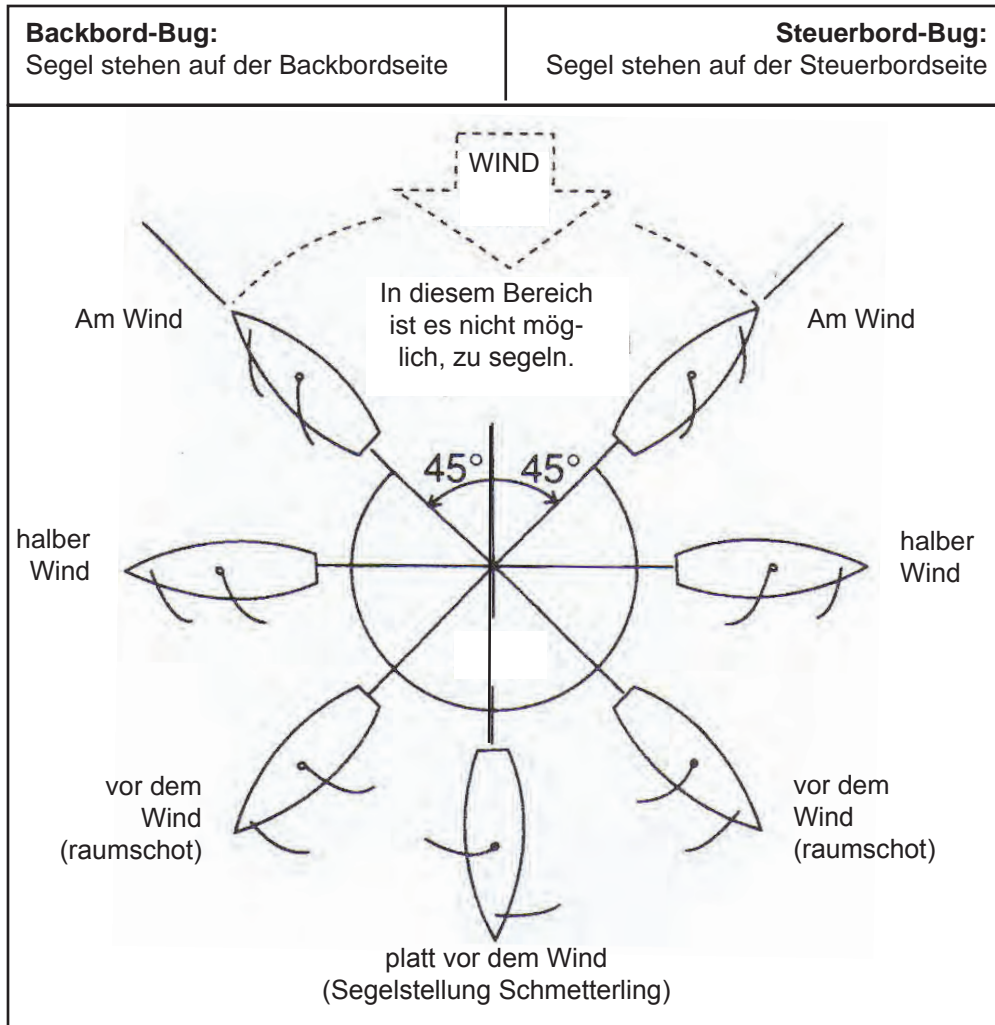 Backbord-Bug:
Segel stehen auf der Backbordseite
Steuerbord-Bug:
Segel stehen auf der Steuerbordseite
WIND
In diesem Bereich
ist es nicht mög-
lich, zu segeln.
Am Wind
Am Wind
45°
45°
halber
Wind
halber
Wind
vor dem
Wind
(raumschot)
vor dem
Wind
(raumschot)
platt vor dem Wind
(Segelstellung Schmetterling)